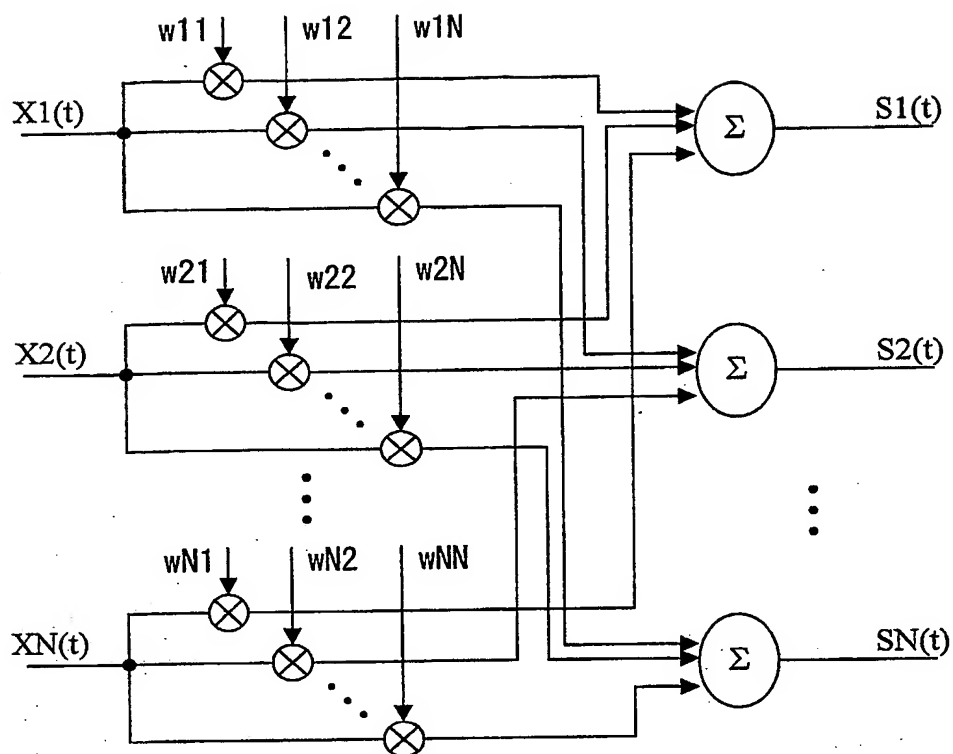 w11 w12 w1N
X1(t) Σ S1(t)
w21 w22 w2N
X2(t) Σ S2(t)
wN1 wN2 wNN
XN(t) Σ SN(t)